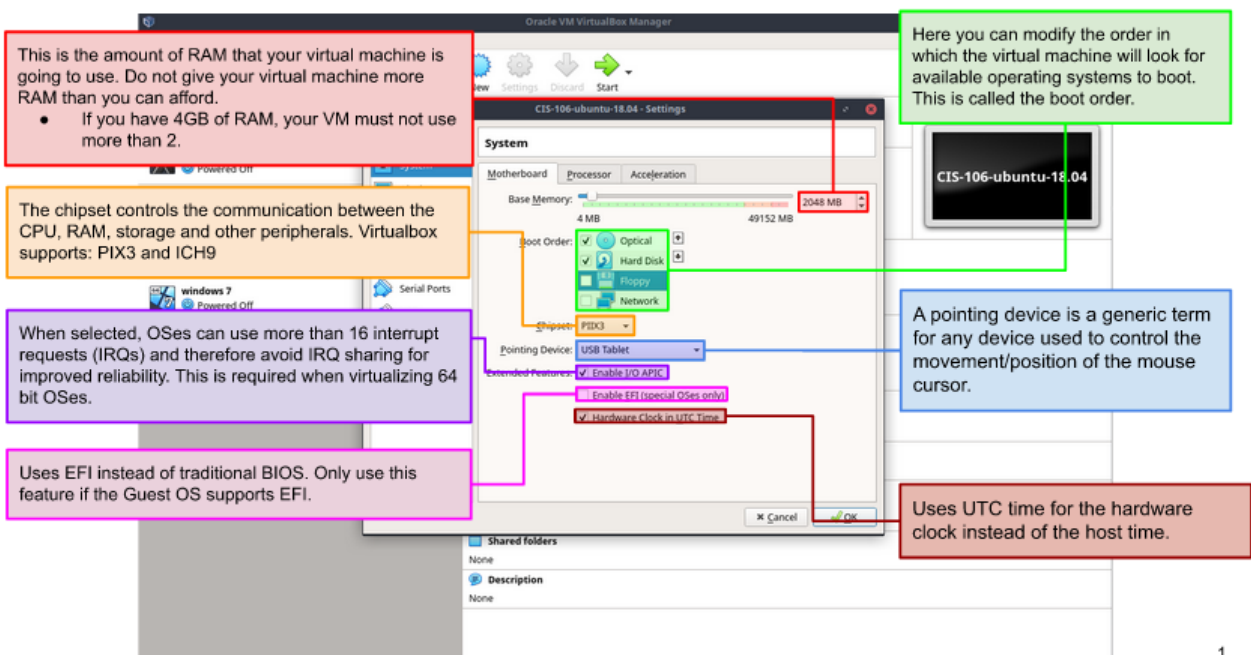 Oracle VM VirtualBox Manager
This is the amount of RAM that your virtual machine is
going to use. Do not give your virtual machine more
RAM than you can afford.
● If you have 4GB of RAM, your VM must not use
more than 2.
Here you can modify the order in
which the virtual machine will look for
available operating systems to boot.
This is called the boot order.
Settings Discard Start
CIS-106-ubuntu-18.04 - Settings
System
Powered Off
Motherboard Processor Acceleration
CIS-106-ubuntu-18.04
Base Memory: 2048 MB
4 MB 49152 MB
The chipset controls the communication between the
CPU, RAM, storage and other peripherals. Virtualbox
supports: PIX3 and ICH9
Boot Order: Optical
Hard Disk
Floppy
Network
windows 7
Powered Off
Serial Ports
When selected, OSes can use more than 16 interrupt
requests (IRQs) and therefore avoid IRQ sharing for
improved reliability. This is required when virtualizing 64
bit OSes.
Chipset: PIIX3
Pointing Device: USB Tablet
Extended Features: Enable I/O APIC
Enable EFI (special OSes only)
Hardware Clock in UTC Time
A pointing device is a generic term
for any device used to control the
movement/position of the mouse
cursor.
Uses EFI instead of traditional BIOS. Only use this
feature if the Guest OS supports EFI.
Uses UTC time for the hardware
clock instead of the host time.
Cancel OK
Shared folders
None
Description
None
1